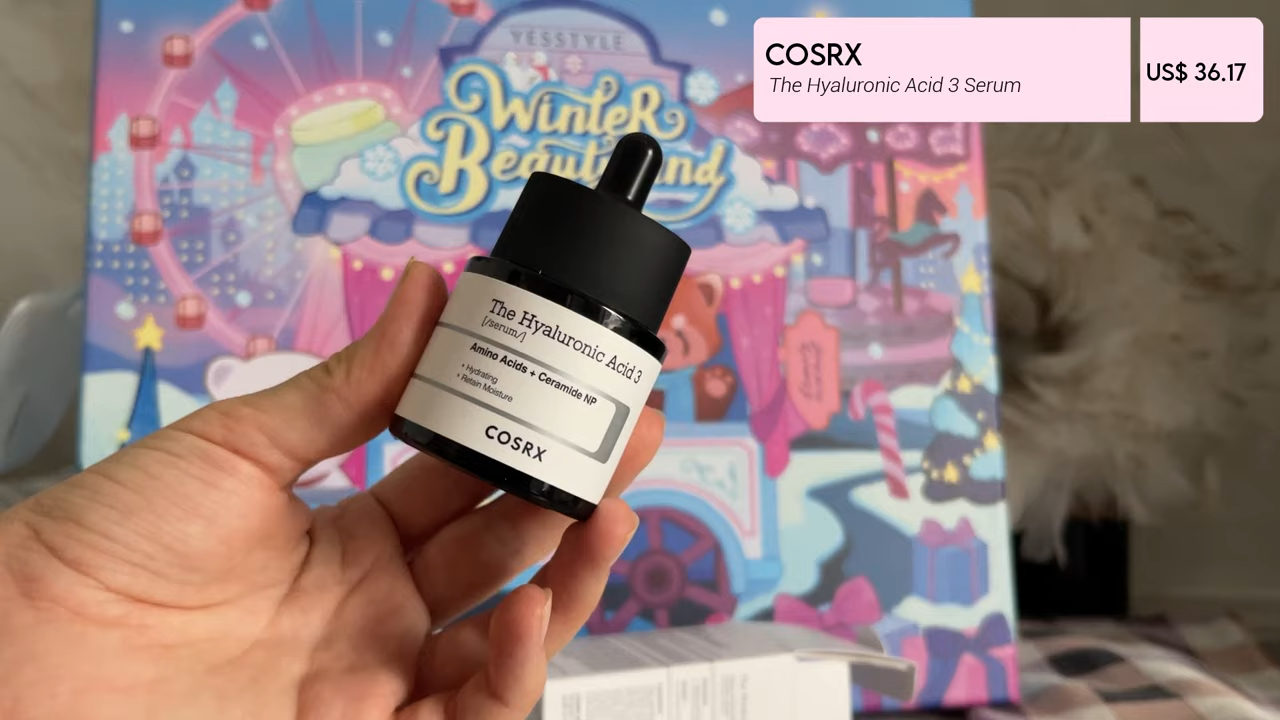 COSRX
The Hyaluronic Acid 3 Serum
US$ 36.17
YESSTYLE
Winter
The Hyaluronic Acid 3
[/serum/]
Amino Acids + Ceramide NP
• Hydrating
• Retain Moisture
COSRX